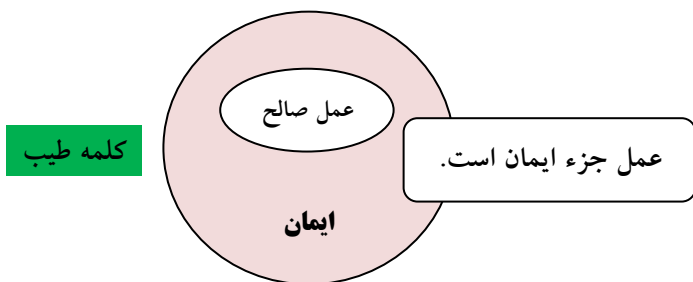 عمل صالح
عمل جزء ایمان است.
کلمه طیب
ایمان